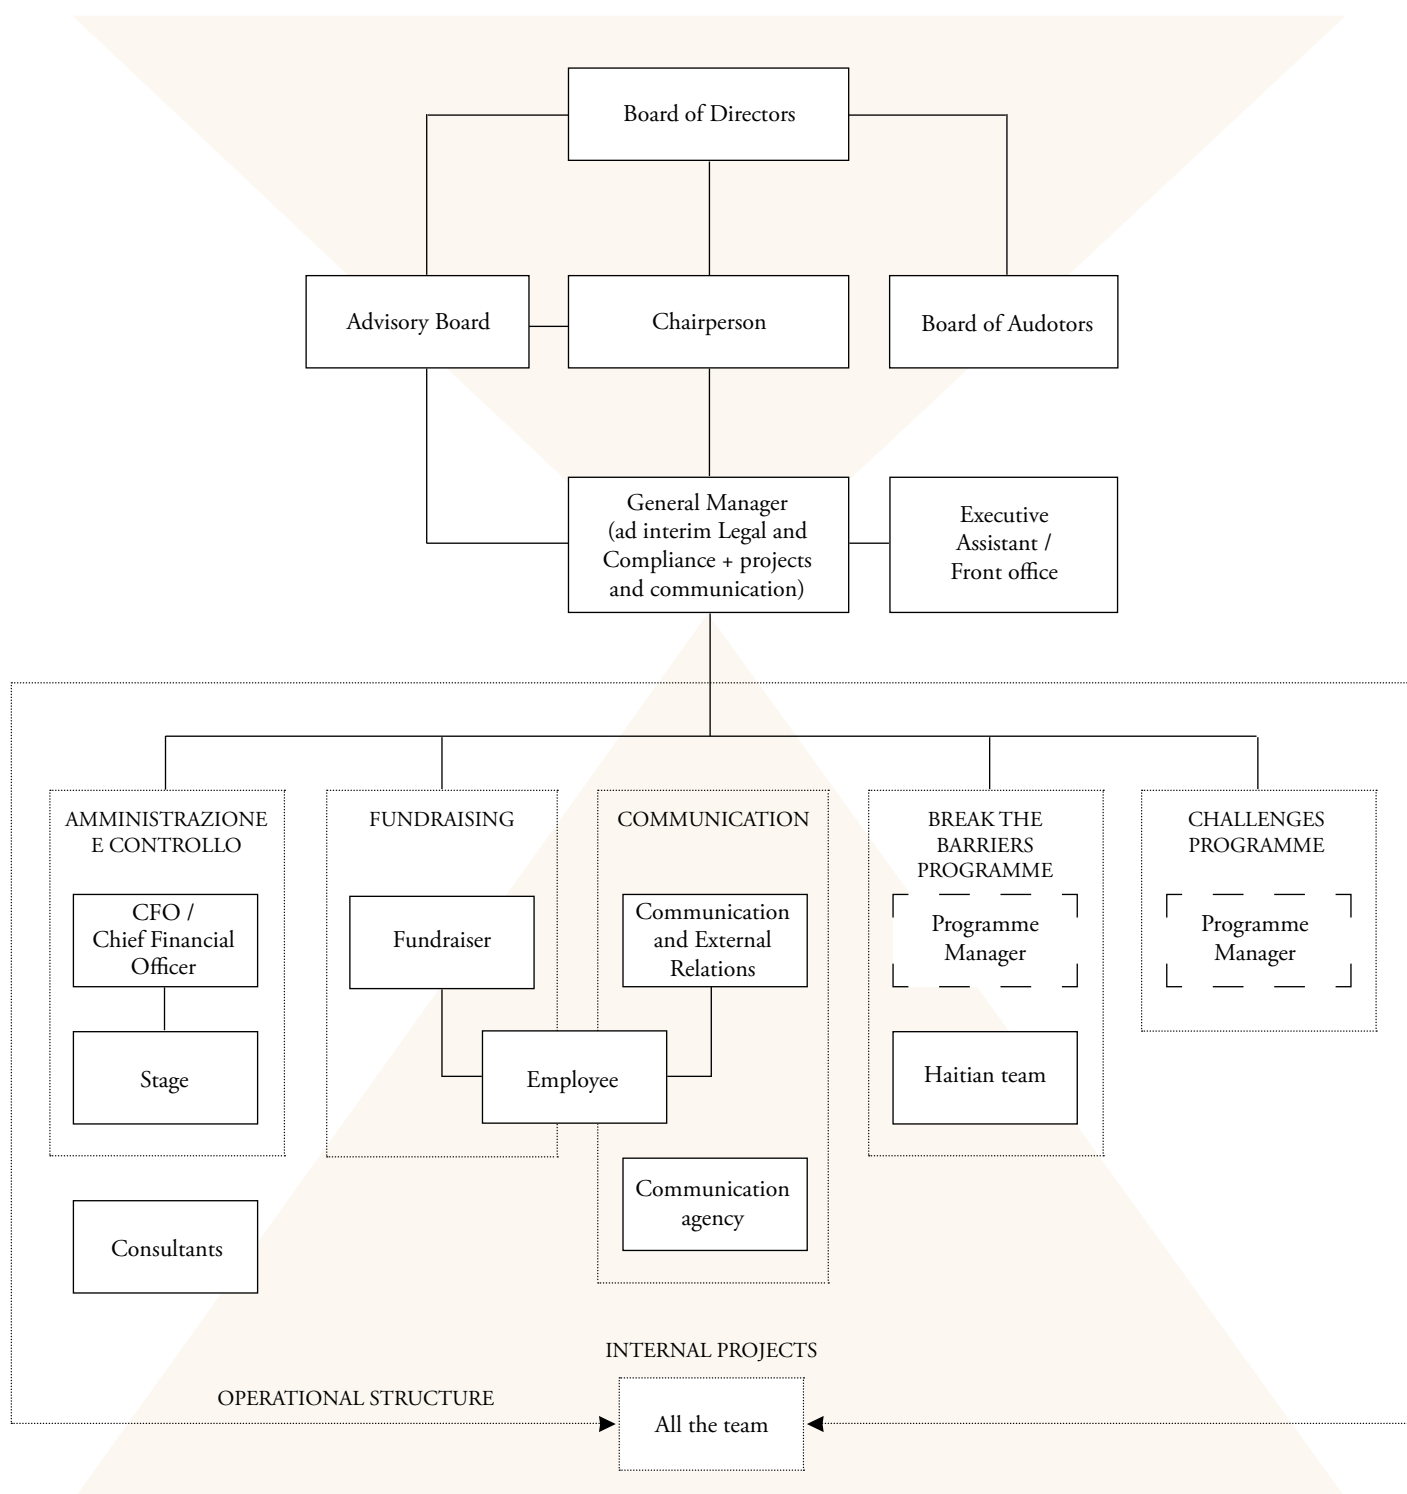 Board of Directors
Advisory Board
Chairperson
Board of Audotors
General Manager
(ad interim Legal and
Compliance + projects
and communication)
Executive
Assistant /
Front office
AMMINISTRAZIONE
E CONTROLLO
CFO /
Chief Financial
Officer
Stage
Consultants
FUNDRAISING
Fundraiser
Employee
COMMUNICATION
Communication
and External
Relations
Communication
agency
BREAK THE
BARRIERS
PROGRAMME
Programme
Manager
Haitian team
CHALLENGES
PROGRAMME
Programme
Manager
INTERNAL PROJECTS
OPERATIONAL STRUCTURE
All the team